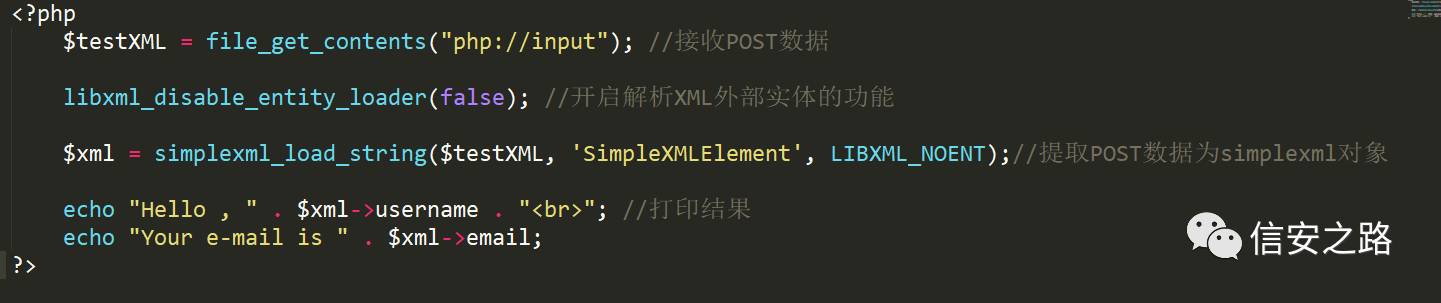 <?php
$testXML = file_get_contents("php://input"); //接收POST数据
libxml_disable_entity_loader(false); //开启解析XML外部实体的功能
$xml = simplexml_load_string($testXML, 'SimpleXMLElement', LIBXML_NOENT);//提取POST数据为simplexml对象
echo "Hello , " . $xml->username . "<br>"; //打印结果
echo "Your e-mail is " . $xml->email;
?>
信安之路